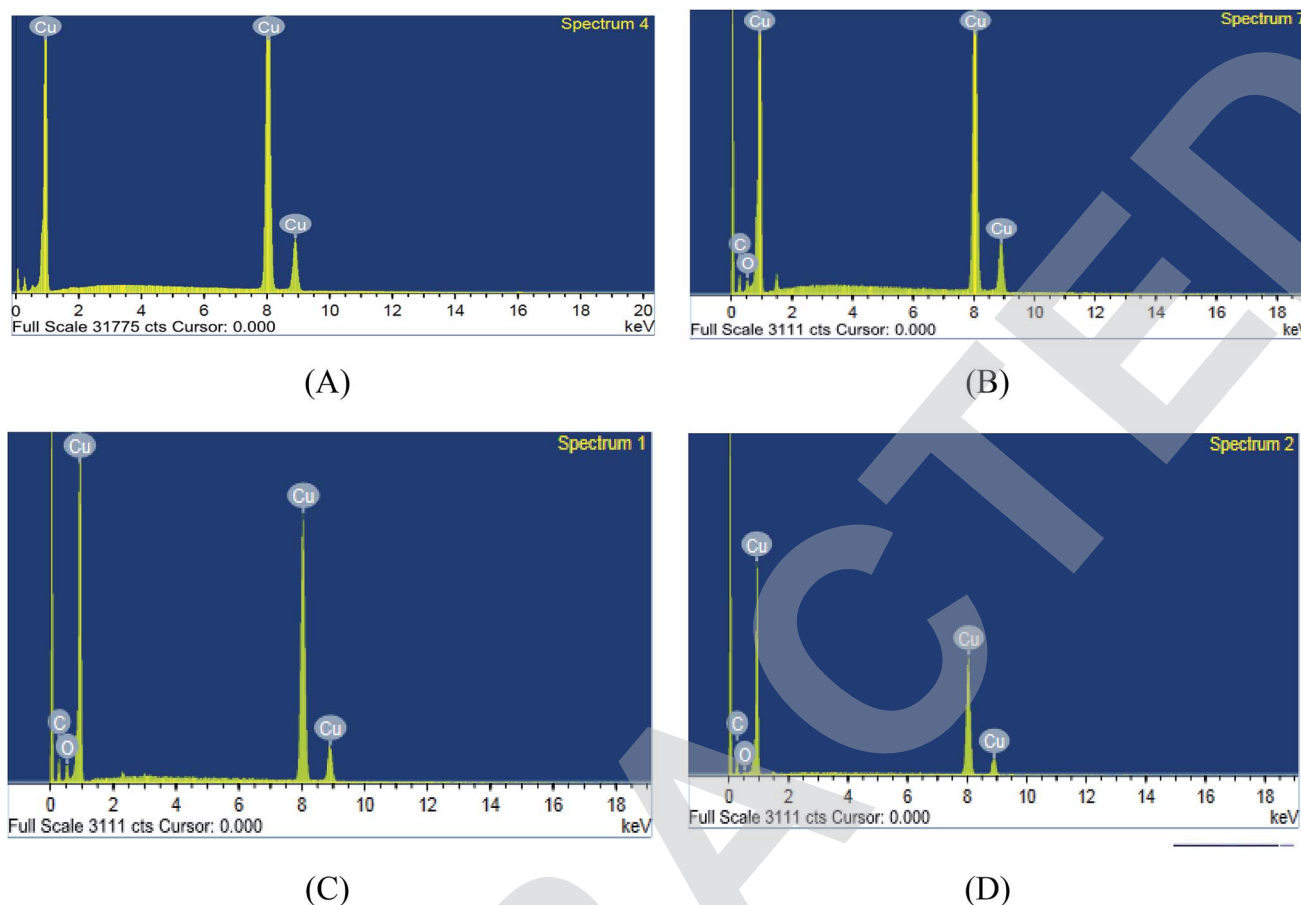 Spectrum 4
Cu
Cu
Cu
0 2 4 6 8 10 12 14 16 18 20
Full Scale 31775 cts Cursor: 0.000 keV
(A)
Spectrum 7
Cu
Cu
C
O
Cu
0 2 4 6 8 10 12 14 16 18
Full Scale 3111 cts Cursor: 0.000 keV
(B)
Spectrum 1
Cu
Cu
C
O
Cu
0 2 4 6 8 10 12 14 16 18
Full Scale 3111 cts Cursor: 0.000 keV
(C)
Spectrum 2
Cu
Cu
C
O
Cu
0 2 4 6 8 10 12 14 16 18
Full Scale 3111 cts Cursor: 0.000 keV
(D)